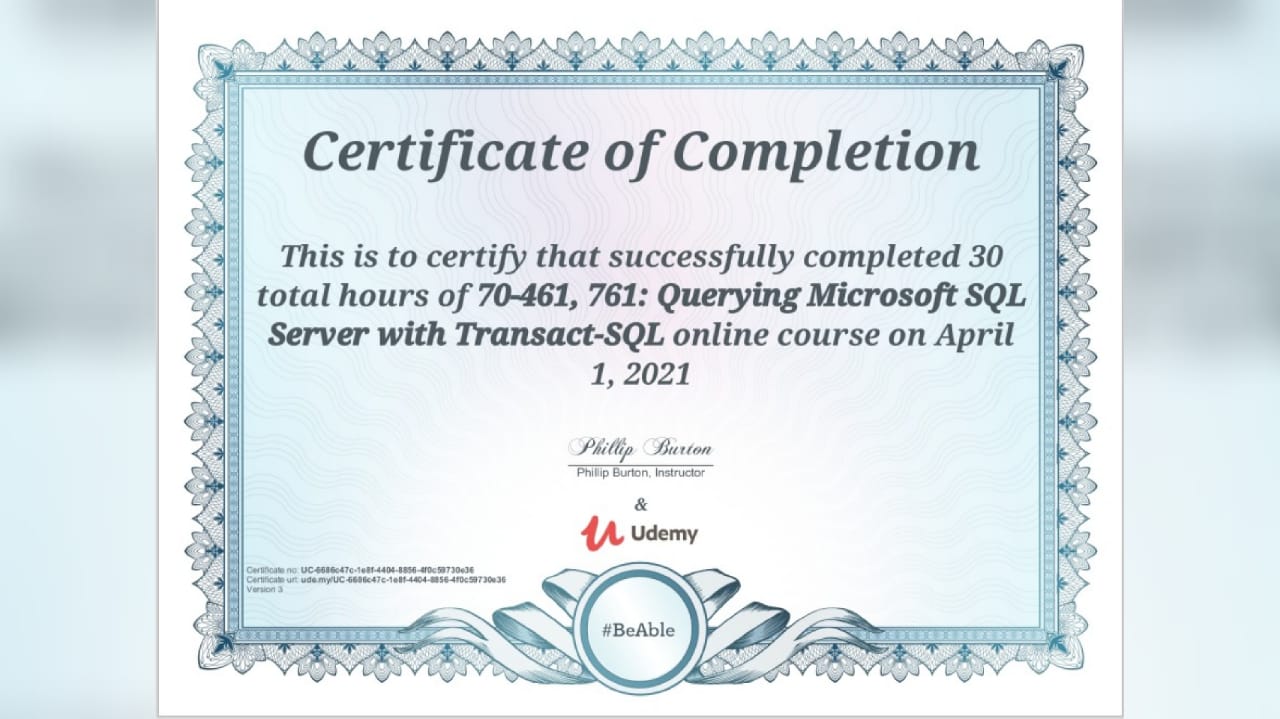 Certificate of Completion
This is to certify that successfully completed 30
total hours of 70-461, 761: Querying Microsoft SQL
Server with Transact-SQL online course on April
1, 2021
Phillip Burton
Phillip Burton, Instructor
&
Udemy
Certificate no: UC-6686c47c-1e8f-4404-8856-4f0c59730e36
Certificate url: ude.my/UC-6686c47c-1e8f-4404-8856-4f0c59730e36
Version 3
#BeAble